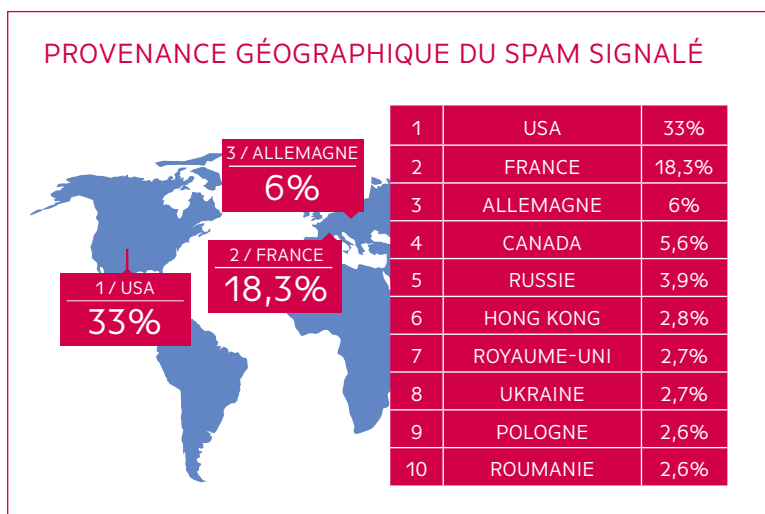 PROVENANCE GÉOGRAPHIQUE DU SPAM SIGNALÉ
3 / ALLEMAGNE
6%
2 / FRANCE
18,3%
1 / USA
33%
1 USA 33%
2 FRANCE 18,3%
3 ALLEMAGNE 6%
4 CANADA 5,6%
5 RUSSIE 3,9%
6 HONG KONG 2,8%
7 ROYAUME-UNI 2,7%
8 UKRAINE 2,7%
9 POLOGNE 2,6%
10 ROUMANIE 2,6%